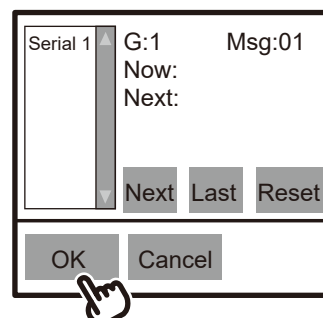 Serial 1
G:1 Msg:01
Now:
Next:
Next Last Reset
OK Cancel